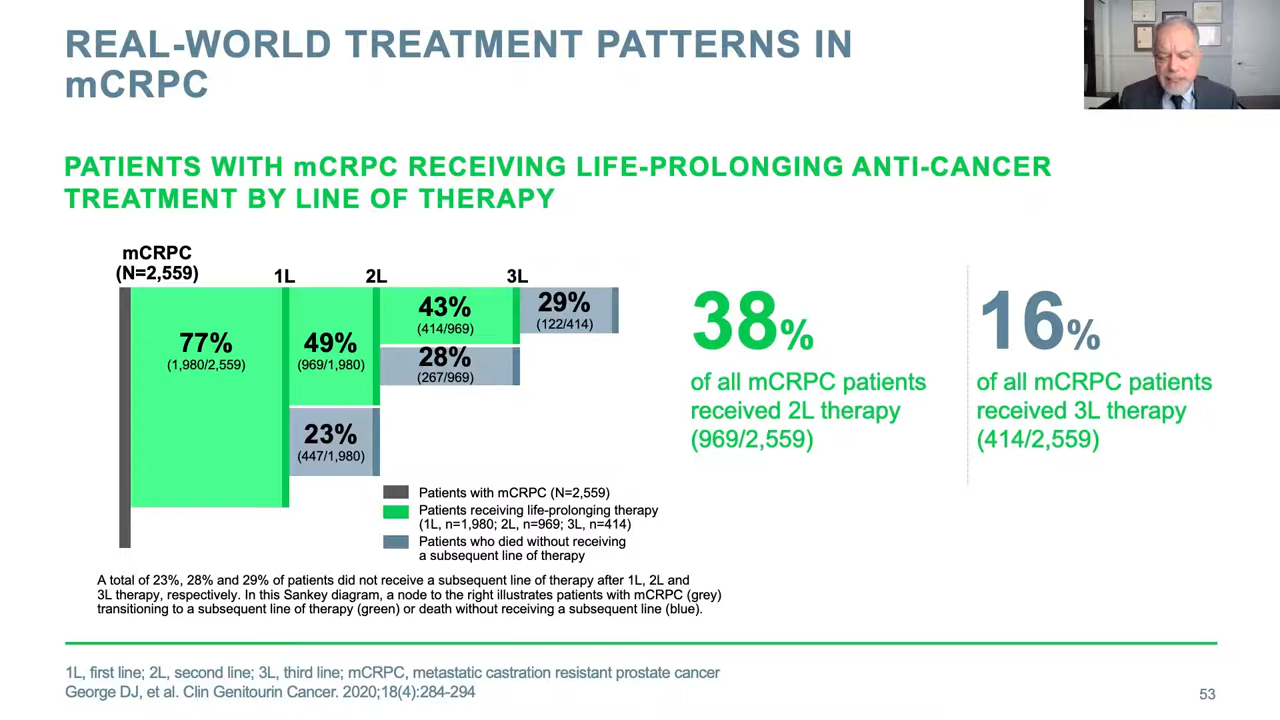 REAL-WORLD TREATMENT PATTERNS IN
mCRPC
PATIENTS WITH mCRPC RECEIVING LIFE-PROLONGING ANTI-CANCER
TREATMENT BY LINE OF THERAPY
mCRPC
(N=2,559)
1L
2L
3L
77%
(1,980/2,559)
49%
(969/1,980)
43%
(414/969)
29%
(122/414)
28%
(267/969)
23%
(447/1,980)
Patients with mCRPC (N=2,559)
Patients receiving life-prolonging therapy
(1L, n=1,980; 2L, n=969; 3L, n=414)
Patients who died without receiving
a subsequent line of therapy
38%
of all mCRPC patients
received 2L therapy
(969/2,559)
16%
of all mCRPC patients
received 3L therapy
(414/2,559)
A total of 23%, 28% and 29% of patients did not receive a subsequent line of therapy after 1L, 2L and
3L therapy, respectively. In this Sankey diagram, a node to the right illustrates patients with mCRPC (grey)
transitioning to a subsequent line of therapy (green) or death without receiving a subsequent line (blue).
1L, first line; 2L, second line; 3L, third line; mCRPC, metastatic castration resistant prostate cancer
George DJ, et al. Clin Genitourin Cancer. 2020;18(4):284-294
53